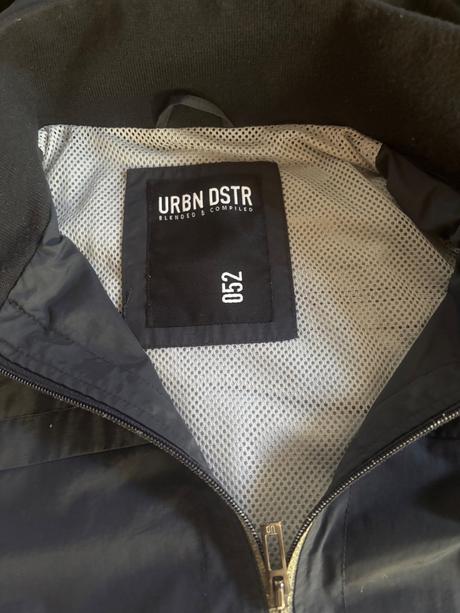 URBN DSTR
BLENDED & COMPILED
052